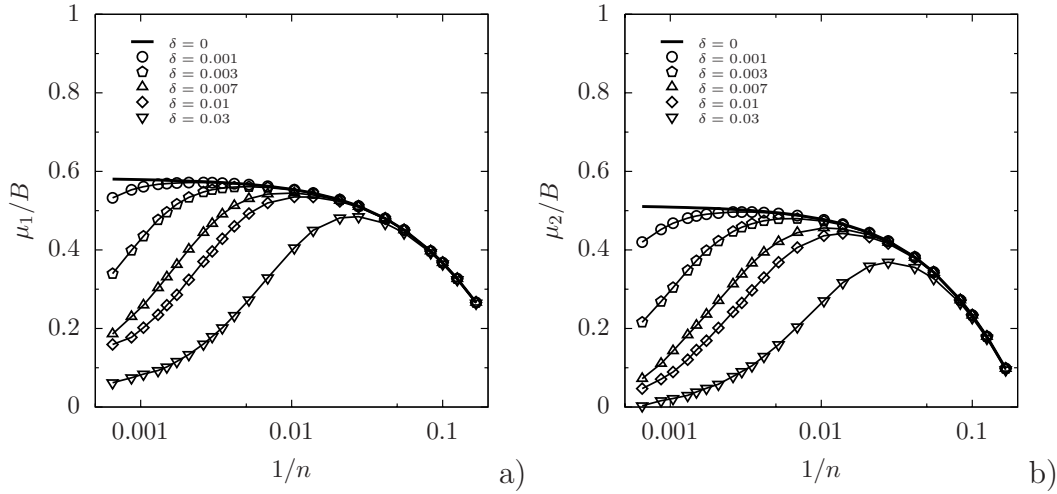 1
0.8
0.6
0.4
0.2
0
μ₁/B
δ = 0
δ = 0.001
δ = 0.003
δ = 0.007
δ = 0.01
δ = 0.03
0.001
0.01
0.1
1/n
a)
1
0.8
0.6
0.4
0.2
0
μ₂/B
δ = 0
δ = 0.001
δ = 0.003
δ = 0.007
δ = 0.01
δ = 0.03
0.001
0.01
0.1
1/n
b)